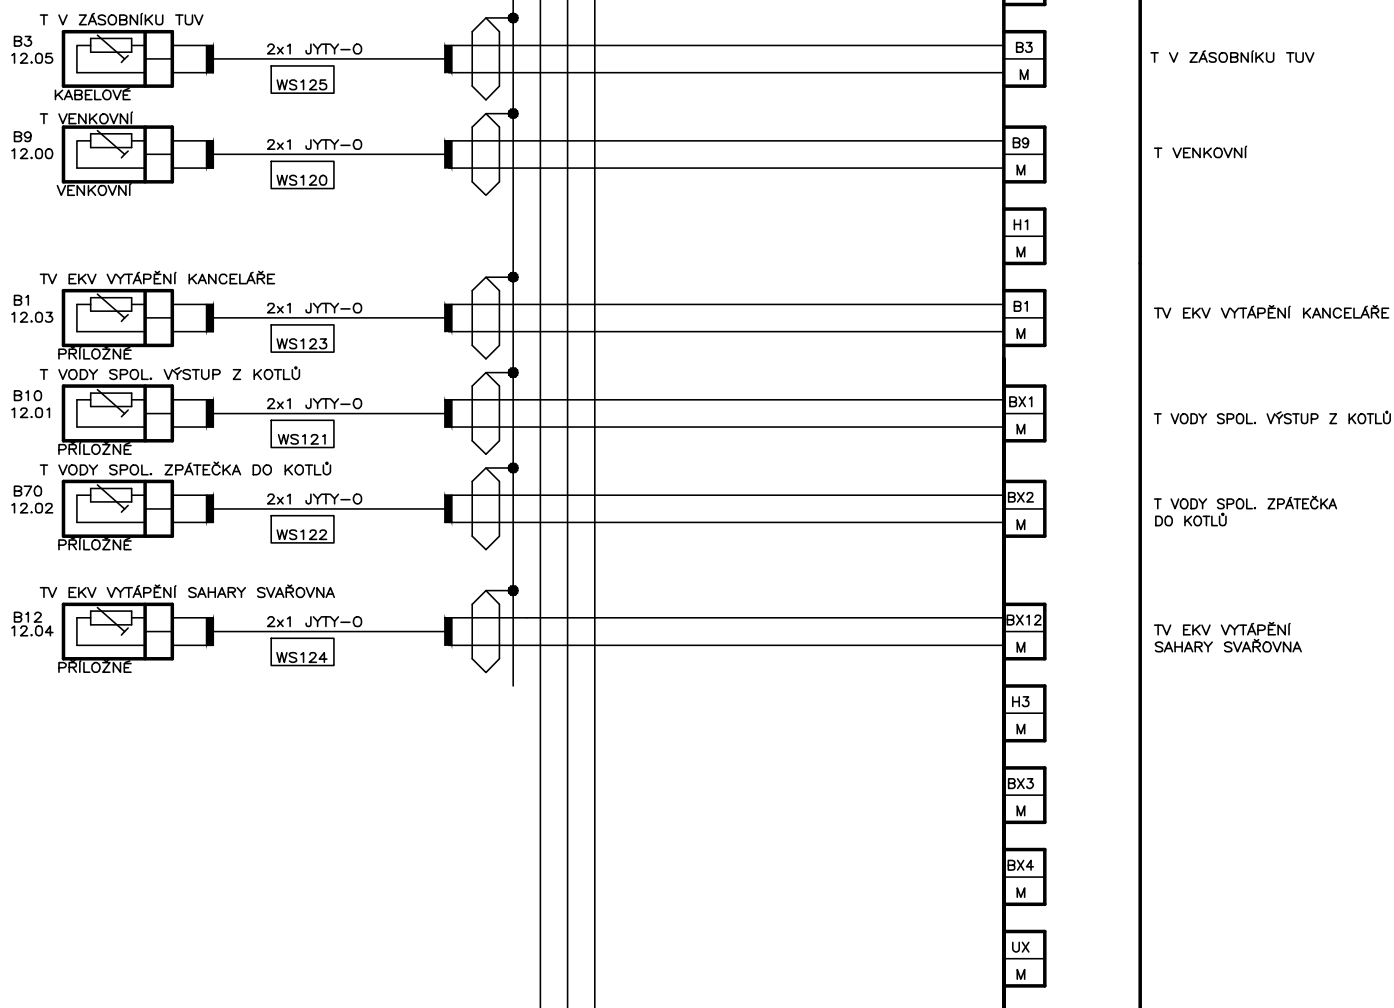 T V ZÁSOBNÍKU TUV
B3
12.05
2x1 JYTY-O
WS125
KABELOVÉ
B3
M
T V ZÁSOBNÍKU TUV
T VENKOVNÍ
B9
12.00
2x1 JYTY-O
WS120
VENKOVNÍ
B9
M
T VENKOVNÍ
H1
M
TV EKV VYTÁPĚNÍ KANCELÁŘE
B1
12.03
2x1 JYTY-O
WS123
PŘÍLOŽNÉ
B1
M
TV EKV VYTÁPĚNÍ KANCELÁŘE
T VODY SPOL. VÝSTUP Z KOTLŮ
B10
12.01
2x1 JYTY-O
WS121
PŘÍLOŽNÉ
BX1
M
T VODY SPOL. VÝSTUP Z KOTLŮ
T VODY SPOL. ZPÁTEČKA DO KOTLŮ
B70
12.02
2x1 JYTY-O
WS122
PŘÍLOŽNÉ
BX2
M
T VODY SPOL. ZPÁTEČKA
DO KOTLŮ
TV EKV VYTÁPĚNÍ SAHARY SVAŘOVNA
B12
12.04
2x1 JYTY-O
WS124
PŘÍLOŽNÉ
BX12
M
TV EKV VYTÁPĚNÍ
SAHARY SVAŘOVNA
H3
M
BX3
M
BX4
M
UX
M